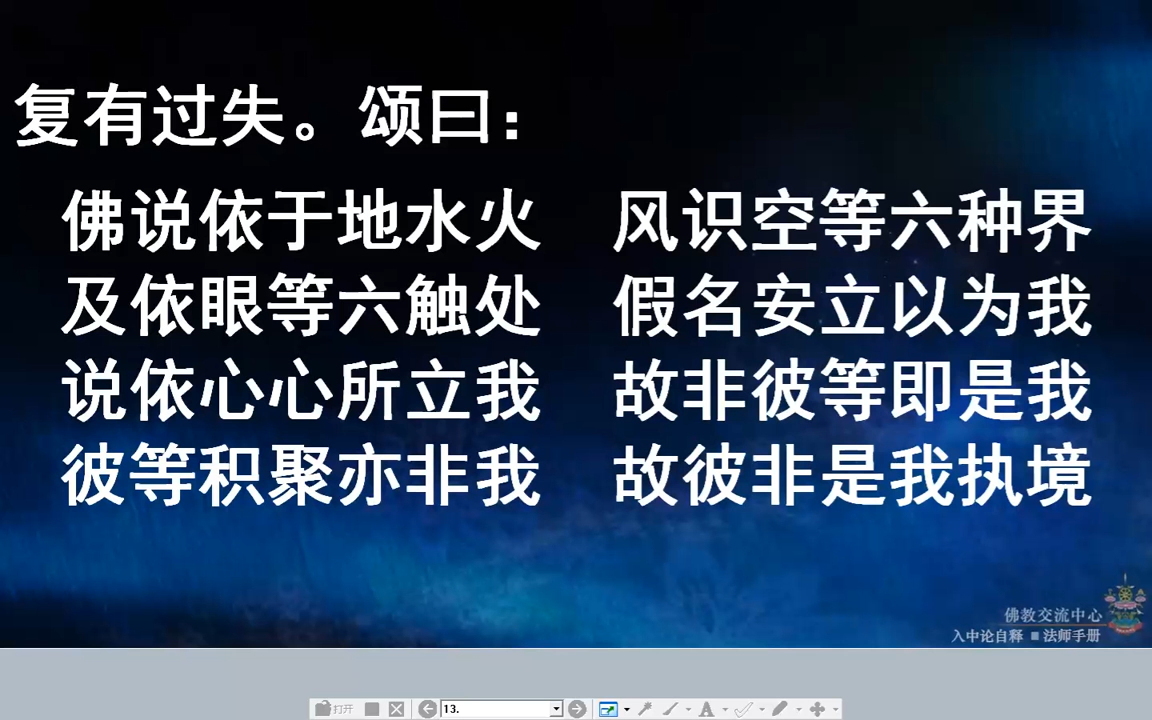 复有过失。颂曰：
佛说依于地水火 风识空等六种界
及依眼等六触处 假名安立以为我
说依心心所立我 故非彼等即是我
彼等积聚亦非我 故彼非是我执境
佛教交流中心
入中论自释 ■法师手册
打开 13.